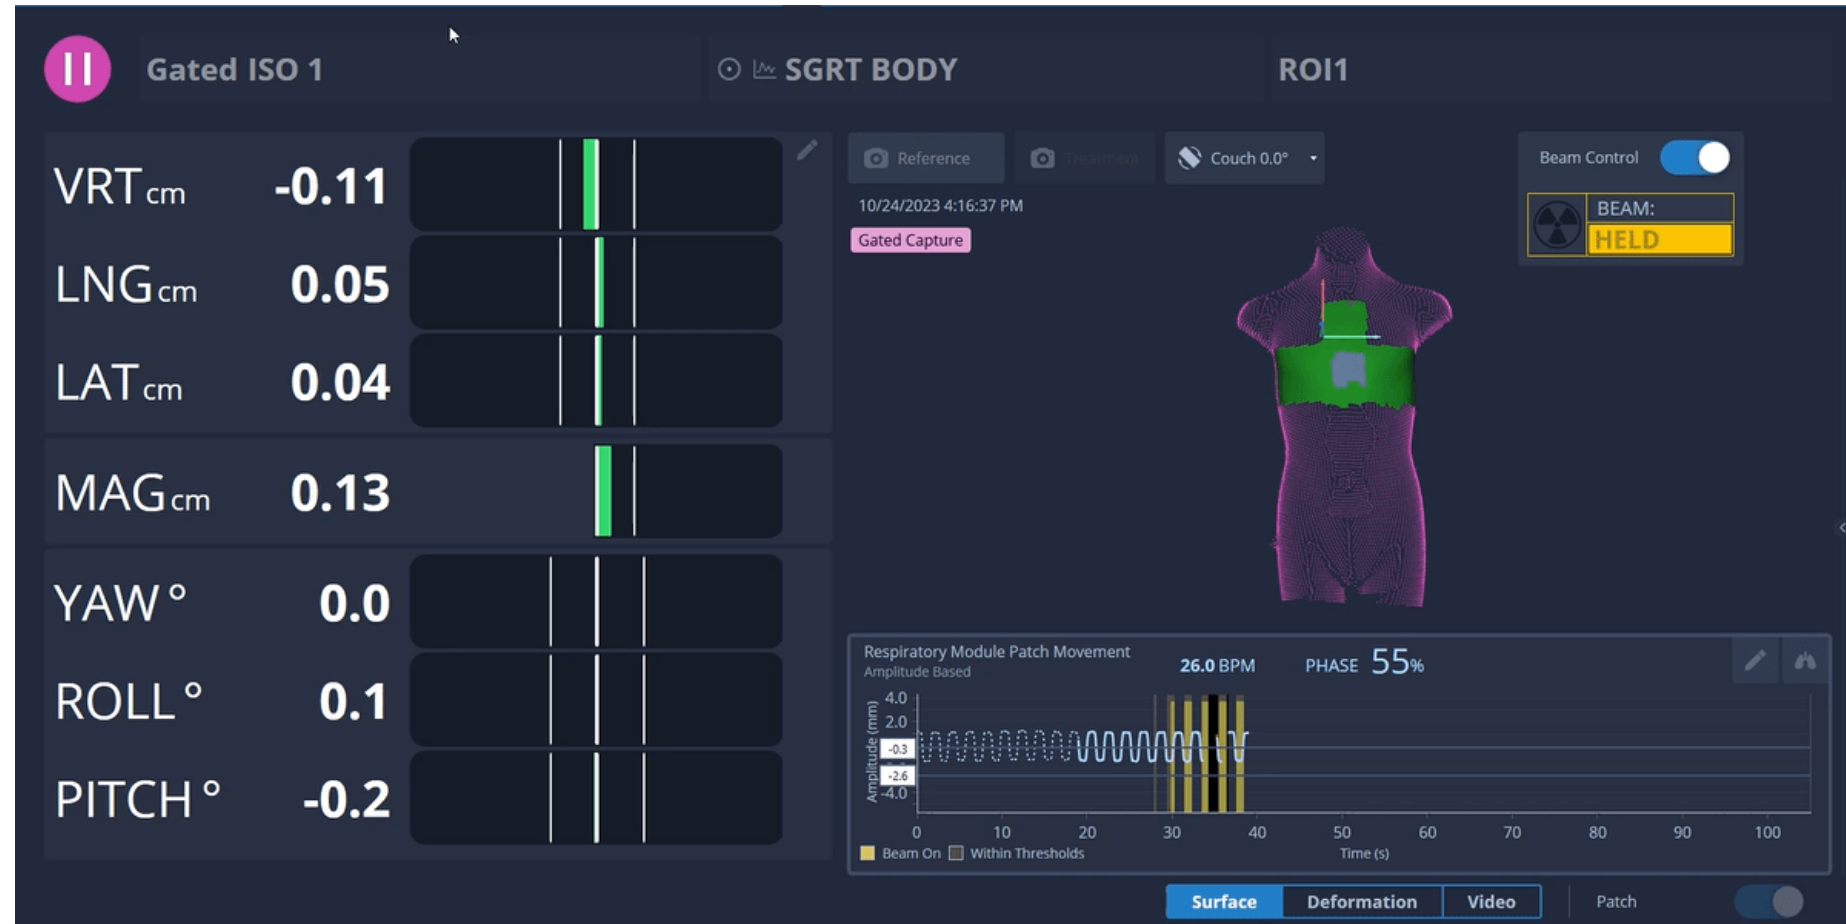 Gated ISO 1
SGRT BODY
ROI1
VRT cm -0.11
LNG cm 0.05
LAT cm 0.04
MAG cm 0.13
YAW ° 0.0
ROLL ° 0.1
PITCH ° -0.2
Reference
Treatment
Couch 0.0°
10/24/2023 4:16:37 PM
Gated Capture
Beam Control
BEAM:
HELD
Respiratory Module Patch Movement
Amplitude Based
26.0 BPM
PHASE 55%
Amplitude (mm)
4.0
2.0
-0.3
-2.6
-4.0
0 10 20 30 40 50 60 70 80 90 100
Time (s)
Beam On Within Thresholds
Surface Deformation Video Patch